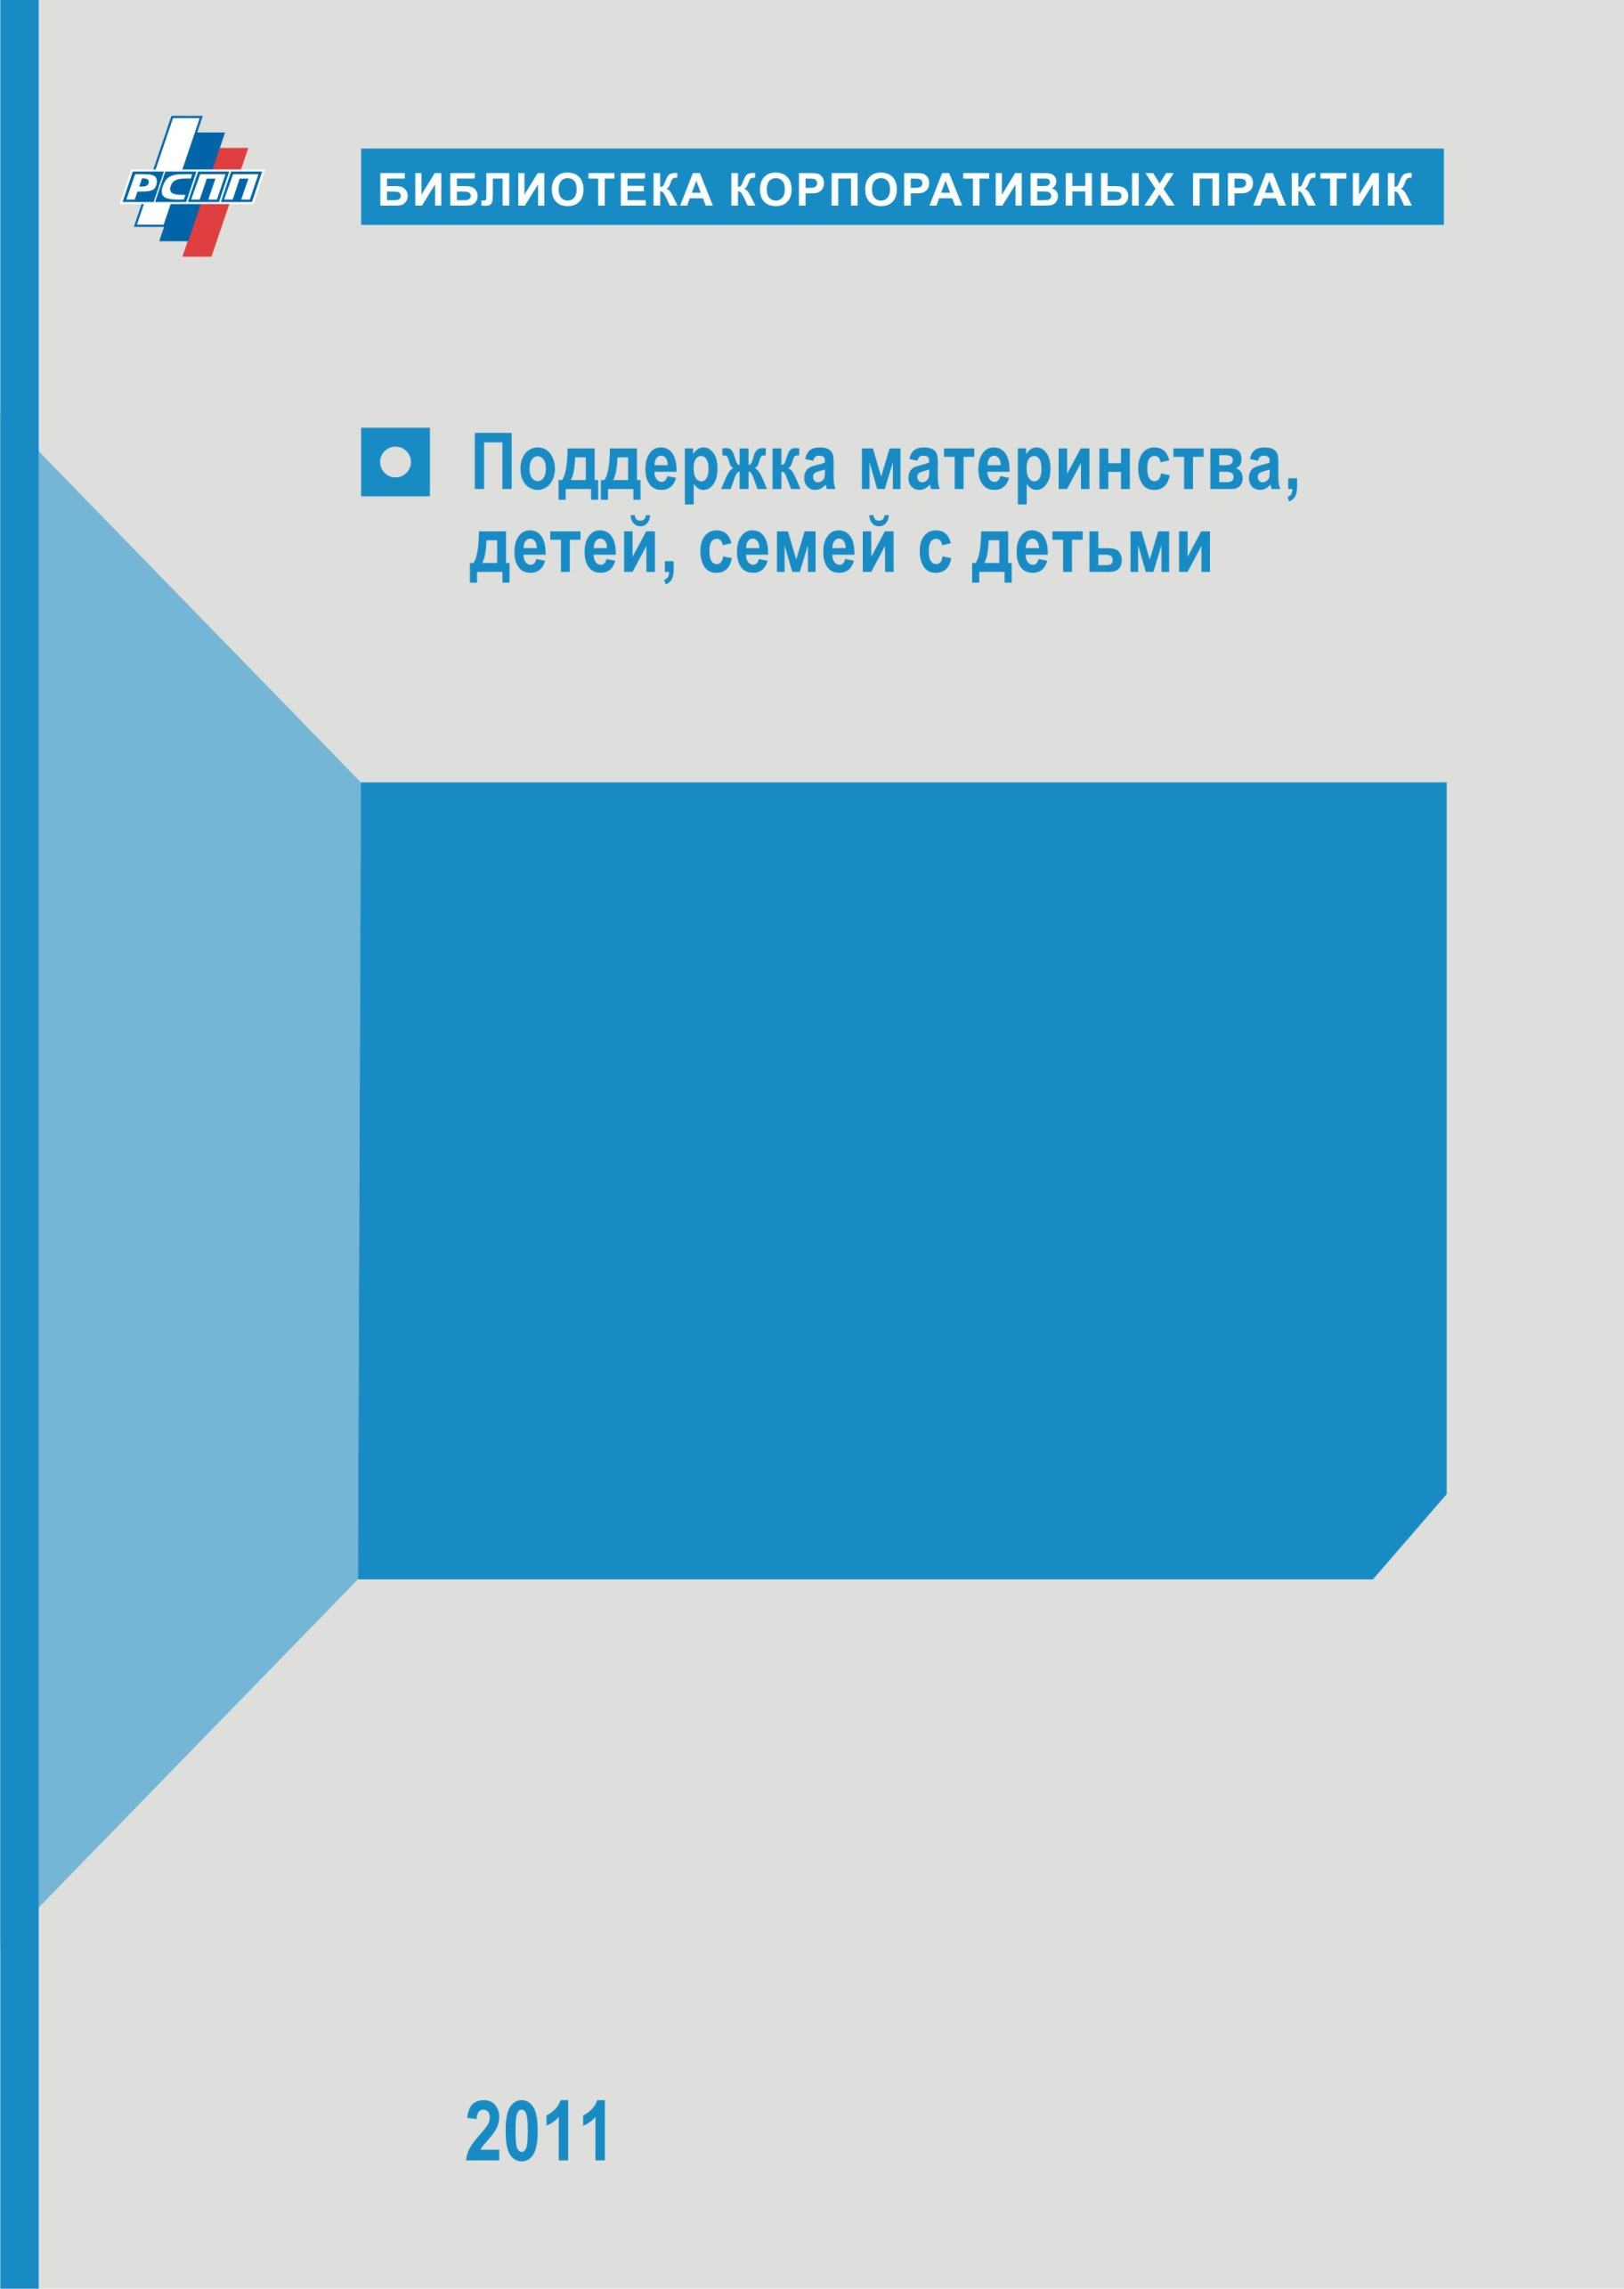 РСПП
БИБЛИОТЕКА КОРПОРАТИВНЫХ ПРАКТИК
Поддержка материнства,
детей, семей с детьми
2011